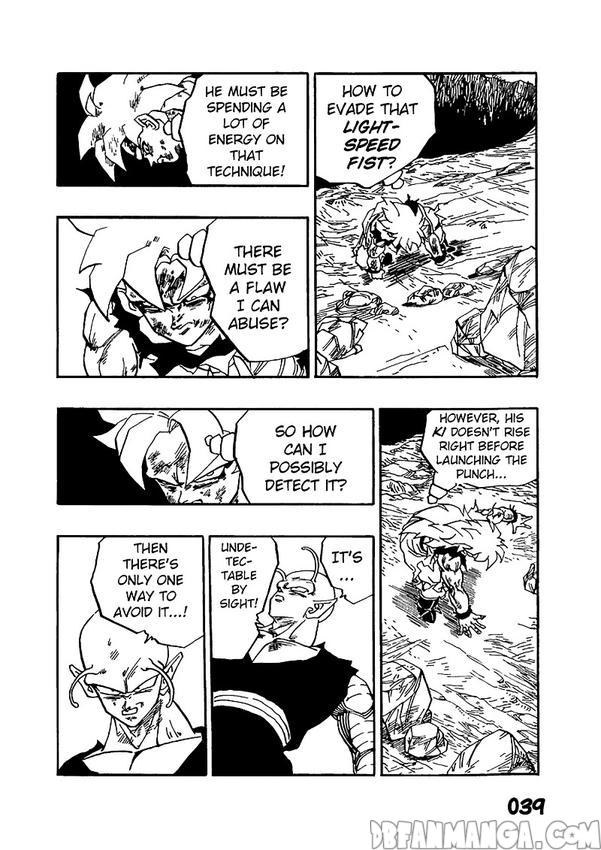 HOW TO
EVADE THAT
LIGHT-
SPEED
FIST?
HE MUST BE
SPENDING A
LOT OF
ENERGY ON
THAT
TECHNIQUE!
THERE
MUST BE
A FLAW
I CAN
ABUSE?
HOWEVER, HIS
KI DOESN'T RISE
RIGHT BEFORE
LAUNCHING THE
PUNCH...
SO HOW
CAN I
POSSIBLY
DETECT IT?
IT'S
...
UNDE-
TEC-
TABLE BY
SIGHT!
THEN
THERE'S
ONLY ONE
WAY TO
AVOID IT...!
039
DBFANMANGA.COM